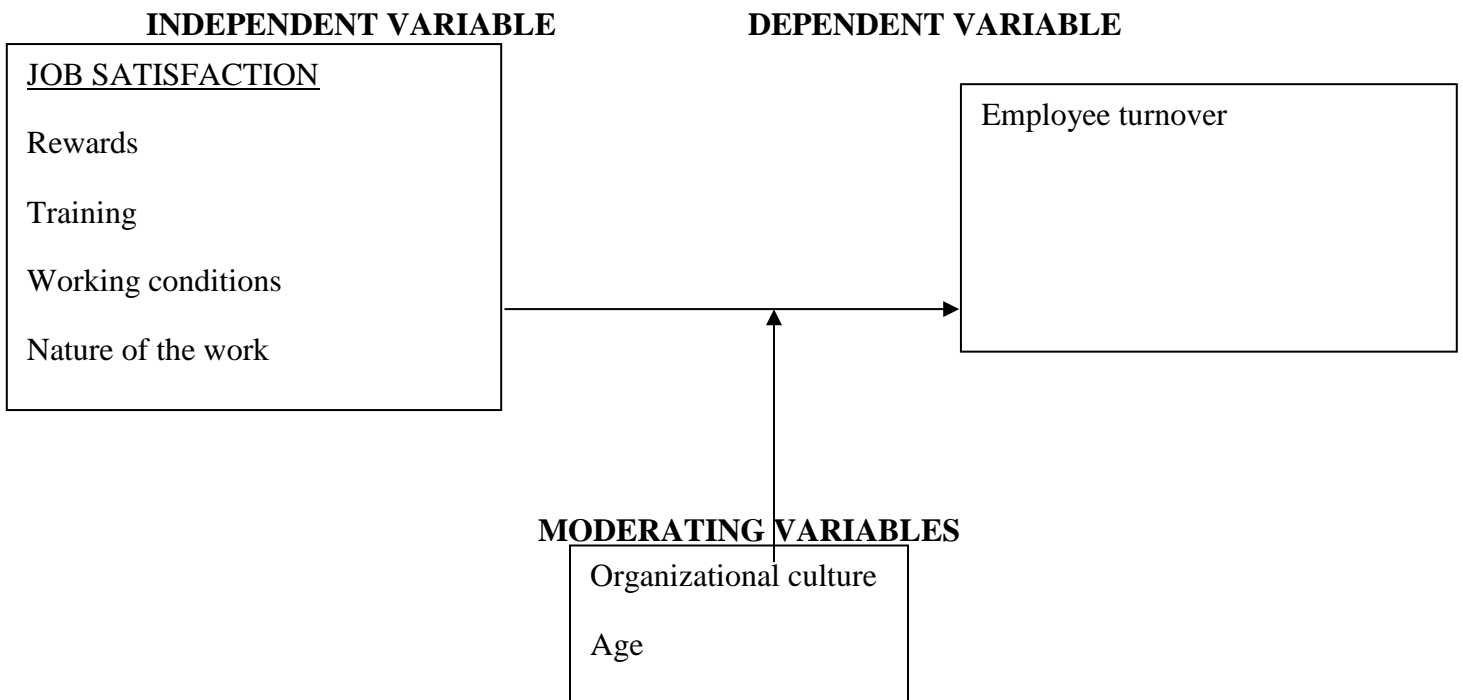 INDEPENDENT VARIABLE DEPENDENT VARIABLE
JOB SATISFACTION
Rewards
Training
Working conditions
Nature of the work
Employee turnover
MODERATING VARIABLES
Organizational culture
Age